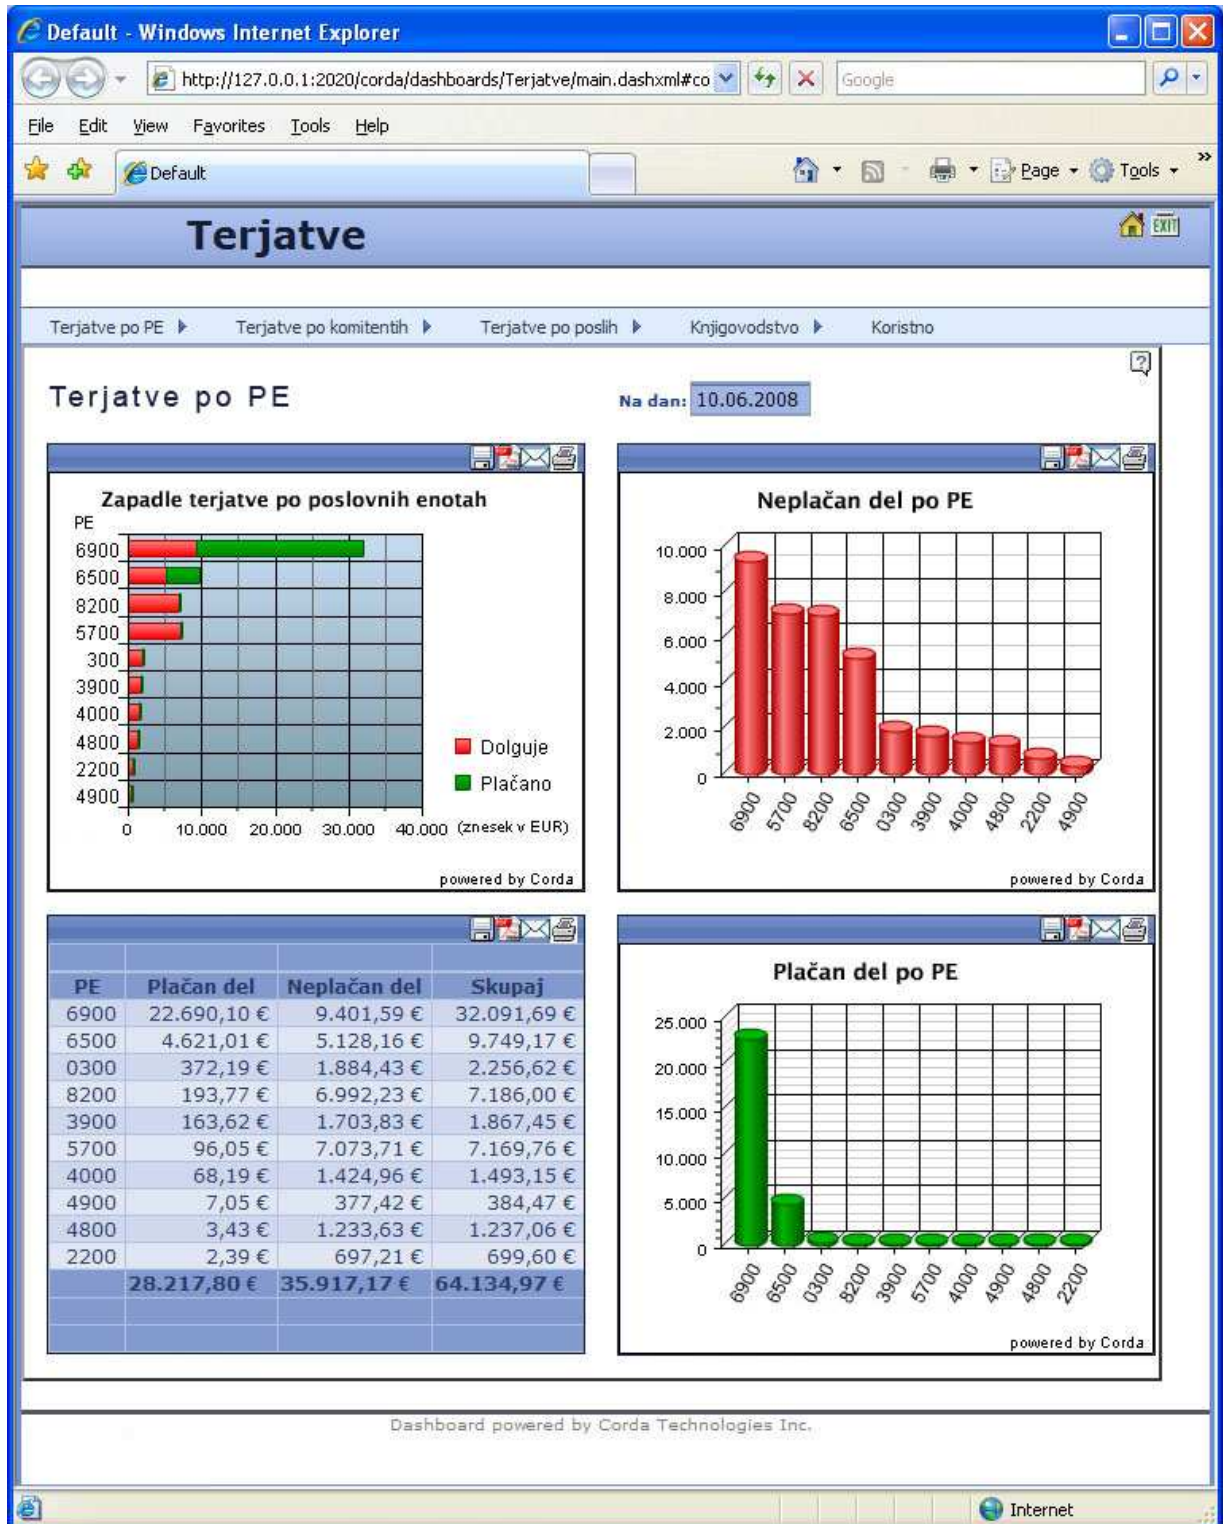 Default - Windows Internet Explorer
http://127.0.0.1:2020/corda/dashboards/Terjatve/main.dashxml#co
Google
File Edit View Favorites Tools Help
Default
Page Tools »
Terjatve
EXIT
Terjatve po PE Terjatve po komitentih Terjatve po poslih Knjigovodstvo Koristno
Terjatve po PE
Na dan: 10.06.2008
Zapadle terjatve po poslovnih enotah
PE
6900
6500
8200
5700
300
3900
4000
4800
2200
4900
0 10.000 20.000 30.000 40.000 (znesek v EUR)
Dolguje
Plačano
powered by Corda
Neplačan del po PE
10.000
8.000
6.000
4.000
2.000
0
6900 5700 8200 6500 0300 3900 4000 4800 2200 4900
powered by Corda
PE Plačan del Neplačan del Skupaj
6900 22.690,10 € 9.401,59 € 32.091,69 €
6500 4.621,01 € 5.128,16 € 9.749,17 €
0300 372,19 € 1.884,43 € 2.256,62 €
8200 193,77 € 6.992,23 € 7.186,00 €
3900 163,62 € 1.703,83 € 1.867,45 €
5700 96,05 € 7.073,71 € 7.169,76 €
4000 68,19 € 1.424,96 € 1.493,15 €
4900 7,05 € 377,42 € 384,47 €
4800 3,43 € 1.233,63 € 1.237,06 €
2200 2,39 € 697,21 € 699,60 €
28.217,80 € 35.917,17 € 64.134,97 €
Plačan del po PE
25.000
20.000
15.000
10.000
5.000
0
6900 6500 0300 8200 3900 5700 4000 4900 4800 2200
powered by Corda
Dashboard powered by Corda Technologies Inc.
Internet